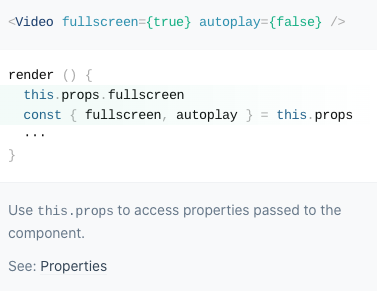 <Video fullscreen={true} autoplay={false} />
render () {
this.props.fullscreen
const { fullscreen, autoplay } = this.props
...
}
Use this.props to access properties passed to the
component.
See: Properties